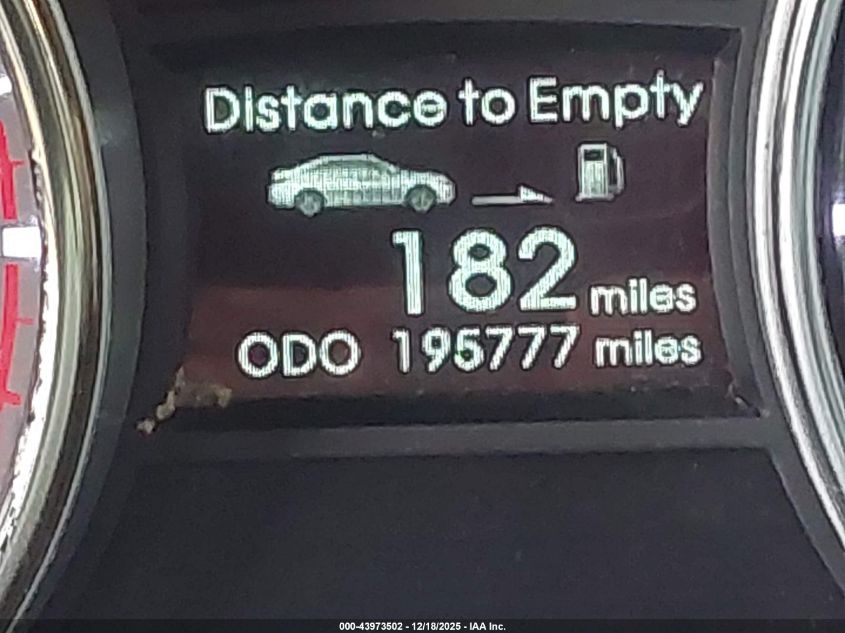 Distance to Empty
182 miles
ODO 195777 miles
000-43973502 - 12/18/2025 - IAA Inc.